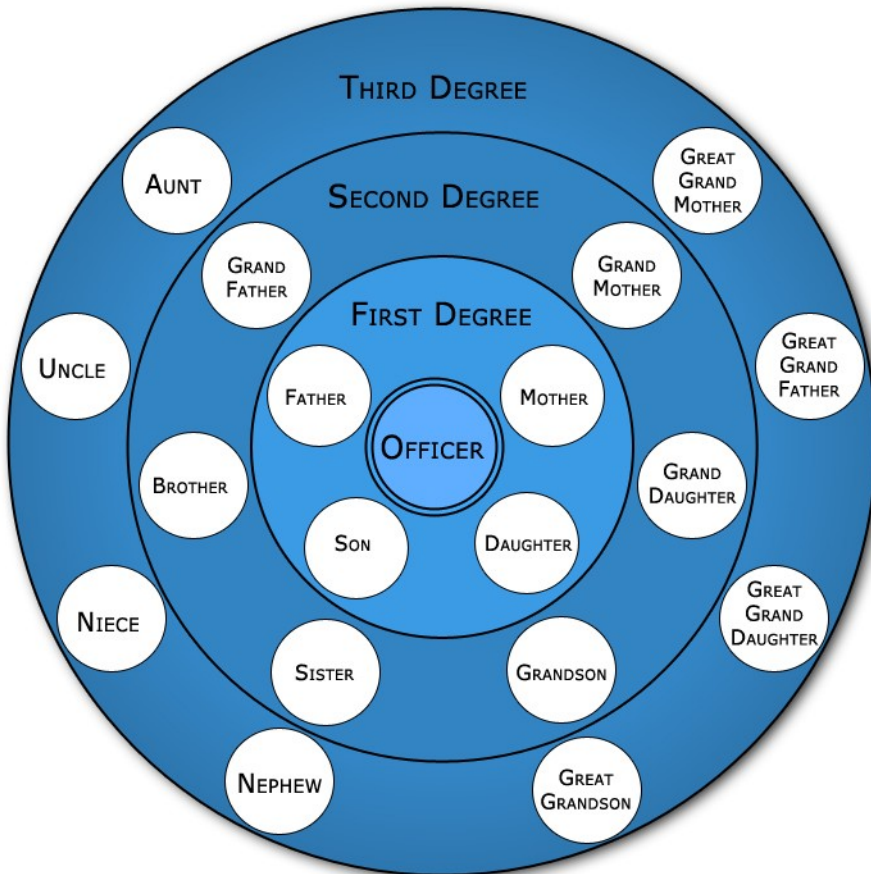 Third Degree
Aunt
Great
Grand
Mother
Second Degree
Grand
Father
Grand
Mother
First Degree
Uncle
Great
Grand
Father
Father
Mother
Officer
Brother
Grand
Daughter
Son
Daughter
Niece
Great
Grand
Daughter
Sister
Grandson
Nephew
Great
Grandson